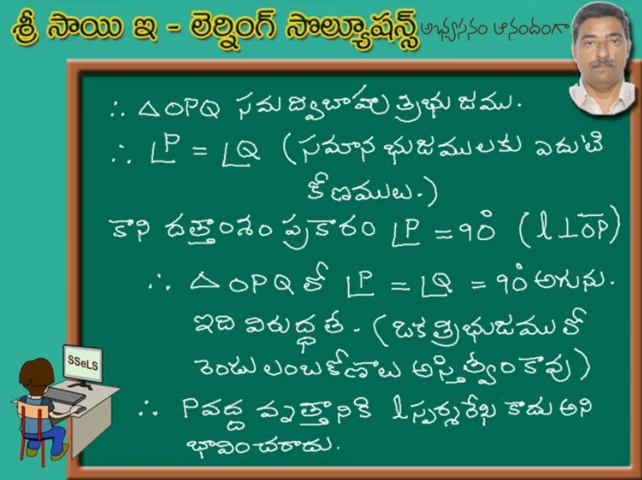 శ్రీ సాయి ఇ - లెర్నింగ్ సొల్యూషన్స్ అభ్యసనం ఆనందంగా
∴ △OPQ సమద్విబాహు త్రిభుజము.
∴ ∠P = ∠Q (సమాన భుజములకు ఎదుటి
కోణములు.)
కాని దత్తాంశం ప్రకారం ∠P = 90° (l ⊥ OP)
∴ △OPQ లో ∠P = ∠Q = 90° అగును.
ఇది విరుద్ధత. (ఒక త్రిభుజములో
రెండు లంబకోణాలు అస్తిత్వం కావు)
SSeLS
∴ P వద్ద వృత్తానికి l స్పర్శరేఖ కాదు అని
భావించరాదు.